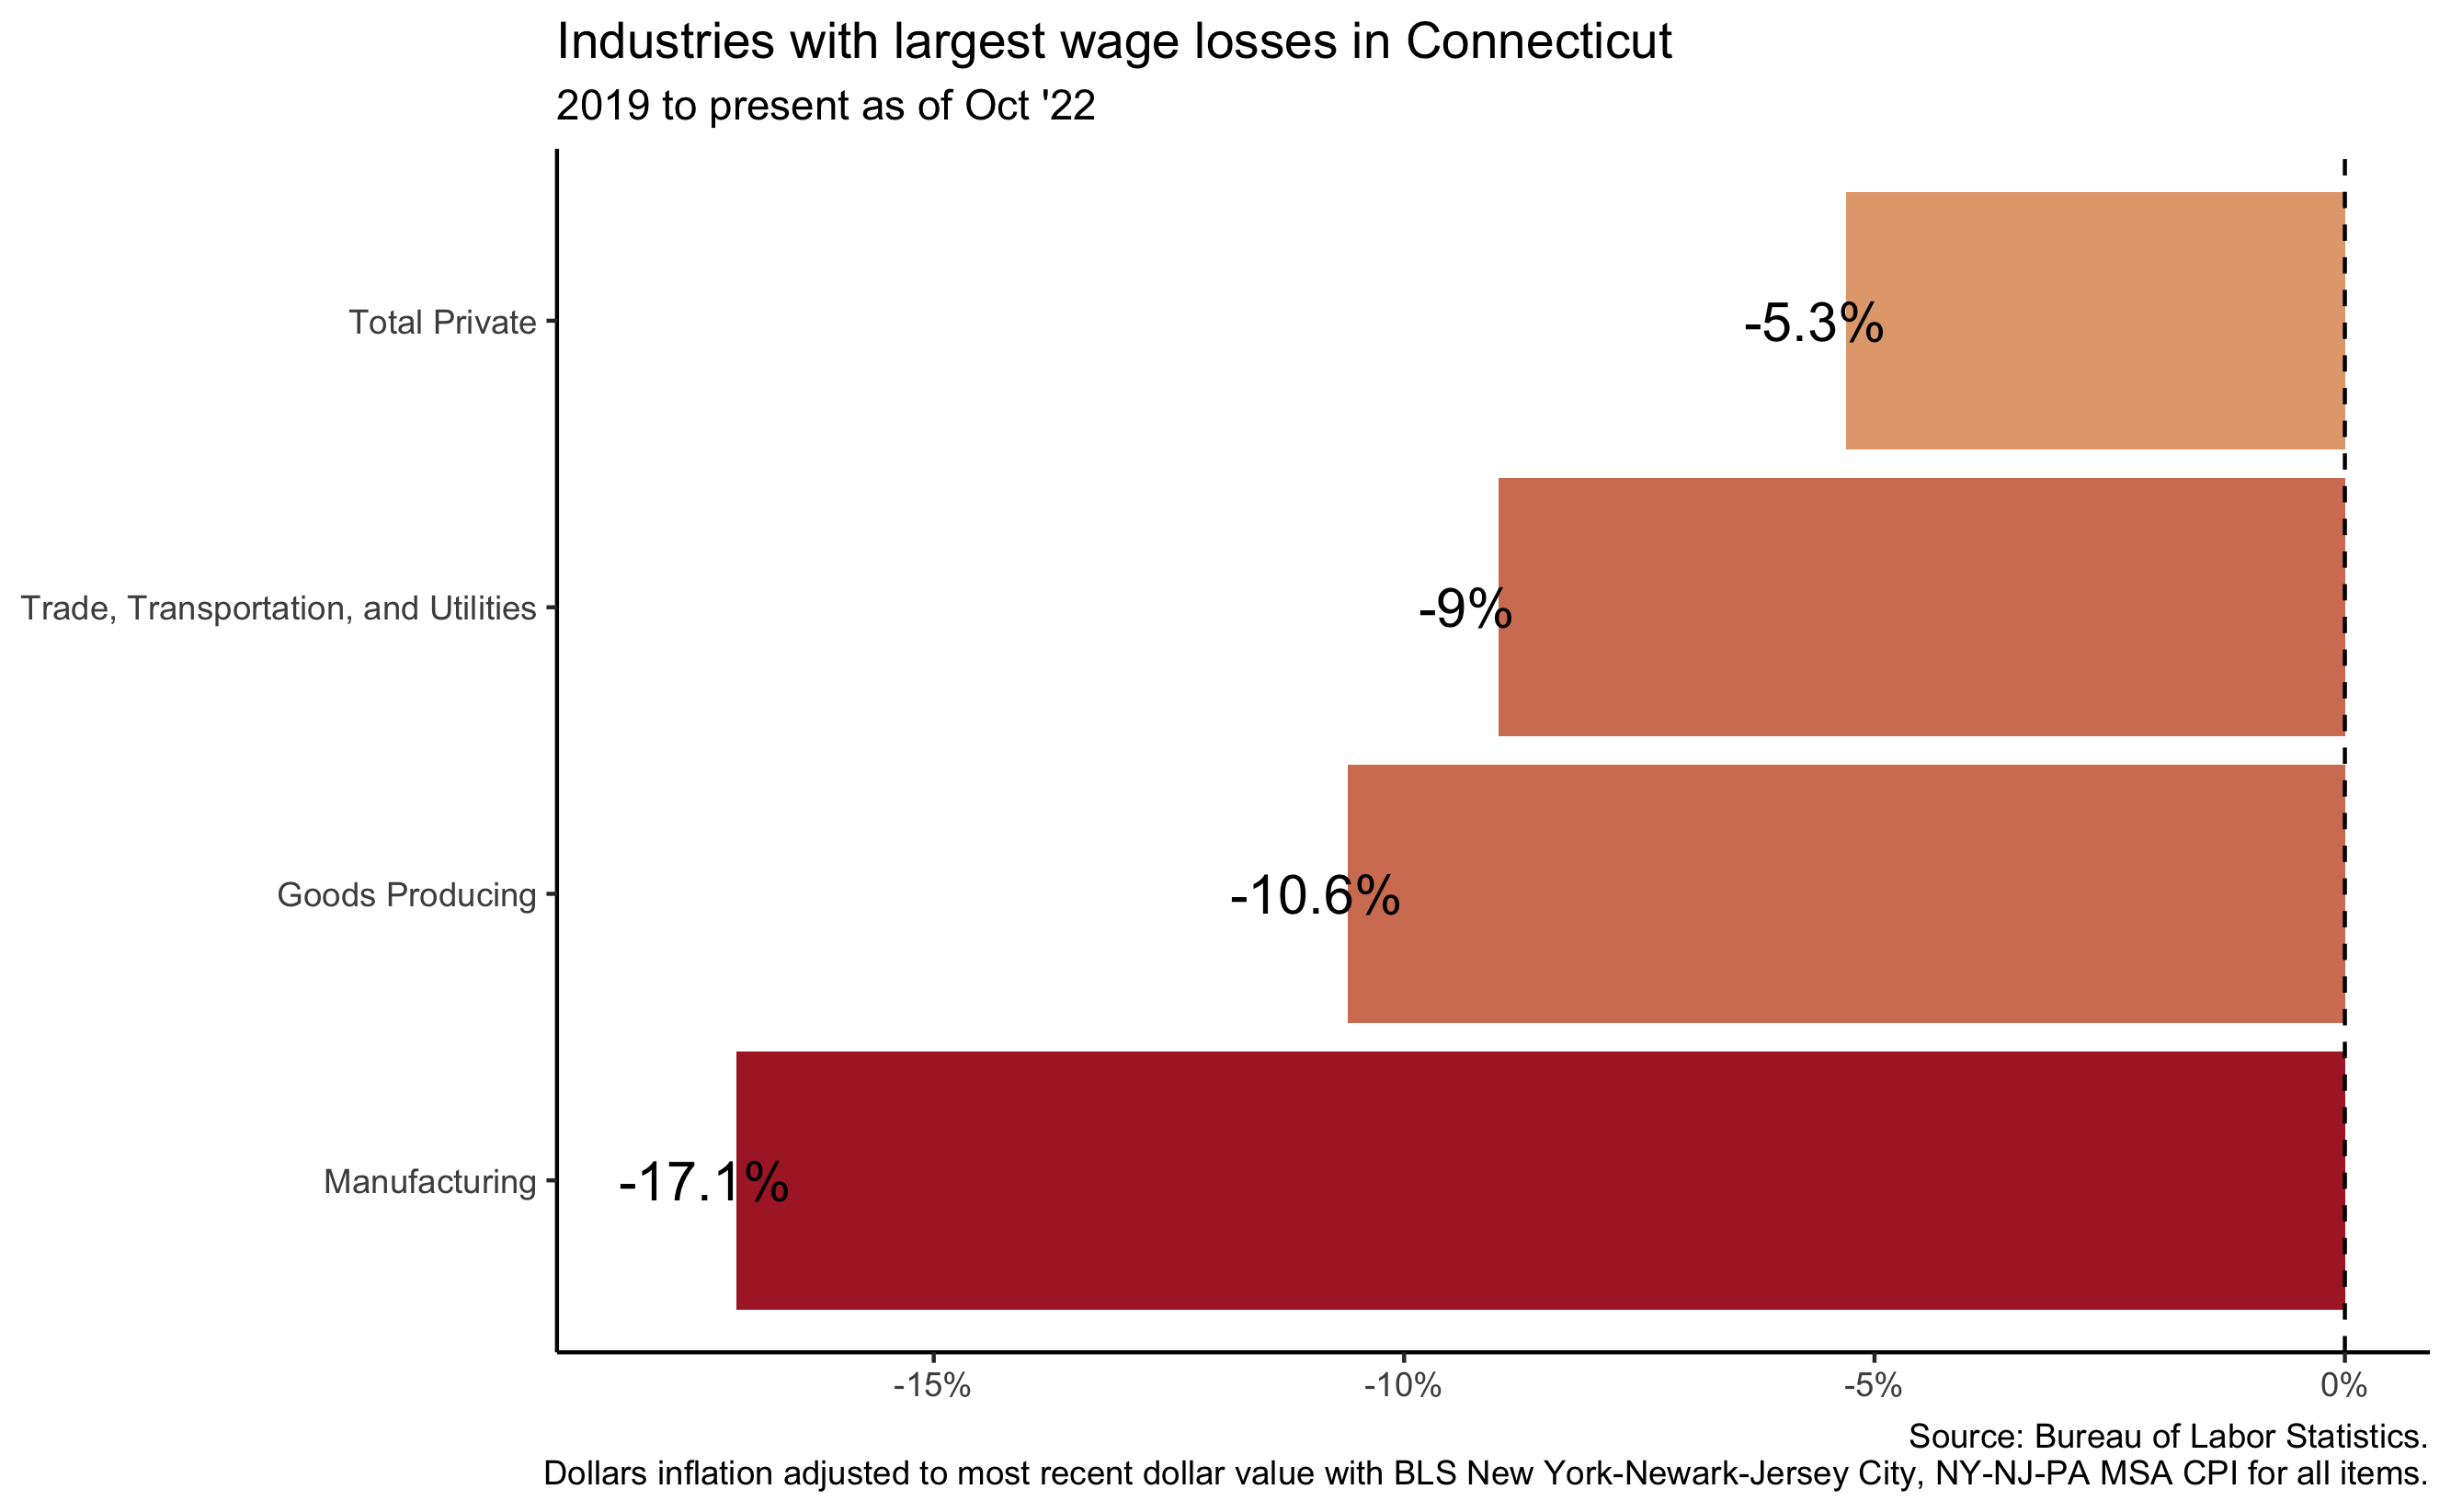 Industries with largest wage losses in Connecticut
2019 to present as of Oct '22
Total Private
-5.3%
Trade, Transportation, and Utilities
-9%
Goods Producing
-10.6%
Manufacturing
-17.1%
-15%
-10%
-5%
0%
Source: Bureau of Labor Statistics.
Dollars inflation adjusted to most recent dollar value with BLS New York-Newark-Jersey City, NY-NJ-PA MSA CPI for all items.